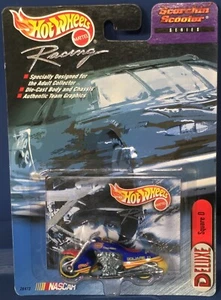 Hot Wheels
MATTEL
Racing
Scorchin
Scooter
SERIES
Specially Designed for
the Adult Collector
Die-Cast Body and Chassis
Authentic Team Graphics
Hot Wheels
Square D
DELUXE
NASCAR